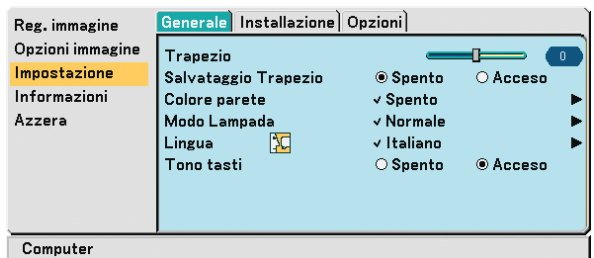 Reg. immagine
Opzioni immagine
Impostazione
Informazioni
Azzera
Generale Installazione Opzioni
Trapezio 0
Salvataggio Trapezio Spento Acceso
Colore parete Spento
Modo Lampada Normale
Lingua Italiano
Tono tasti Spento Acceso
Computer